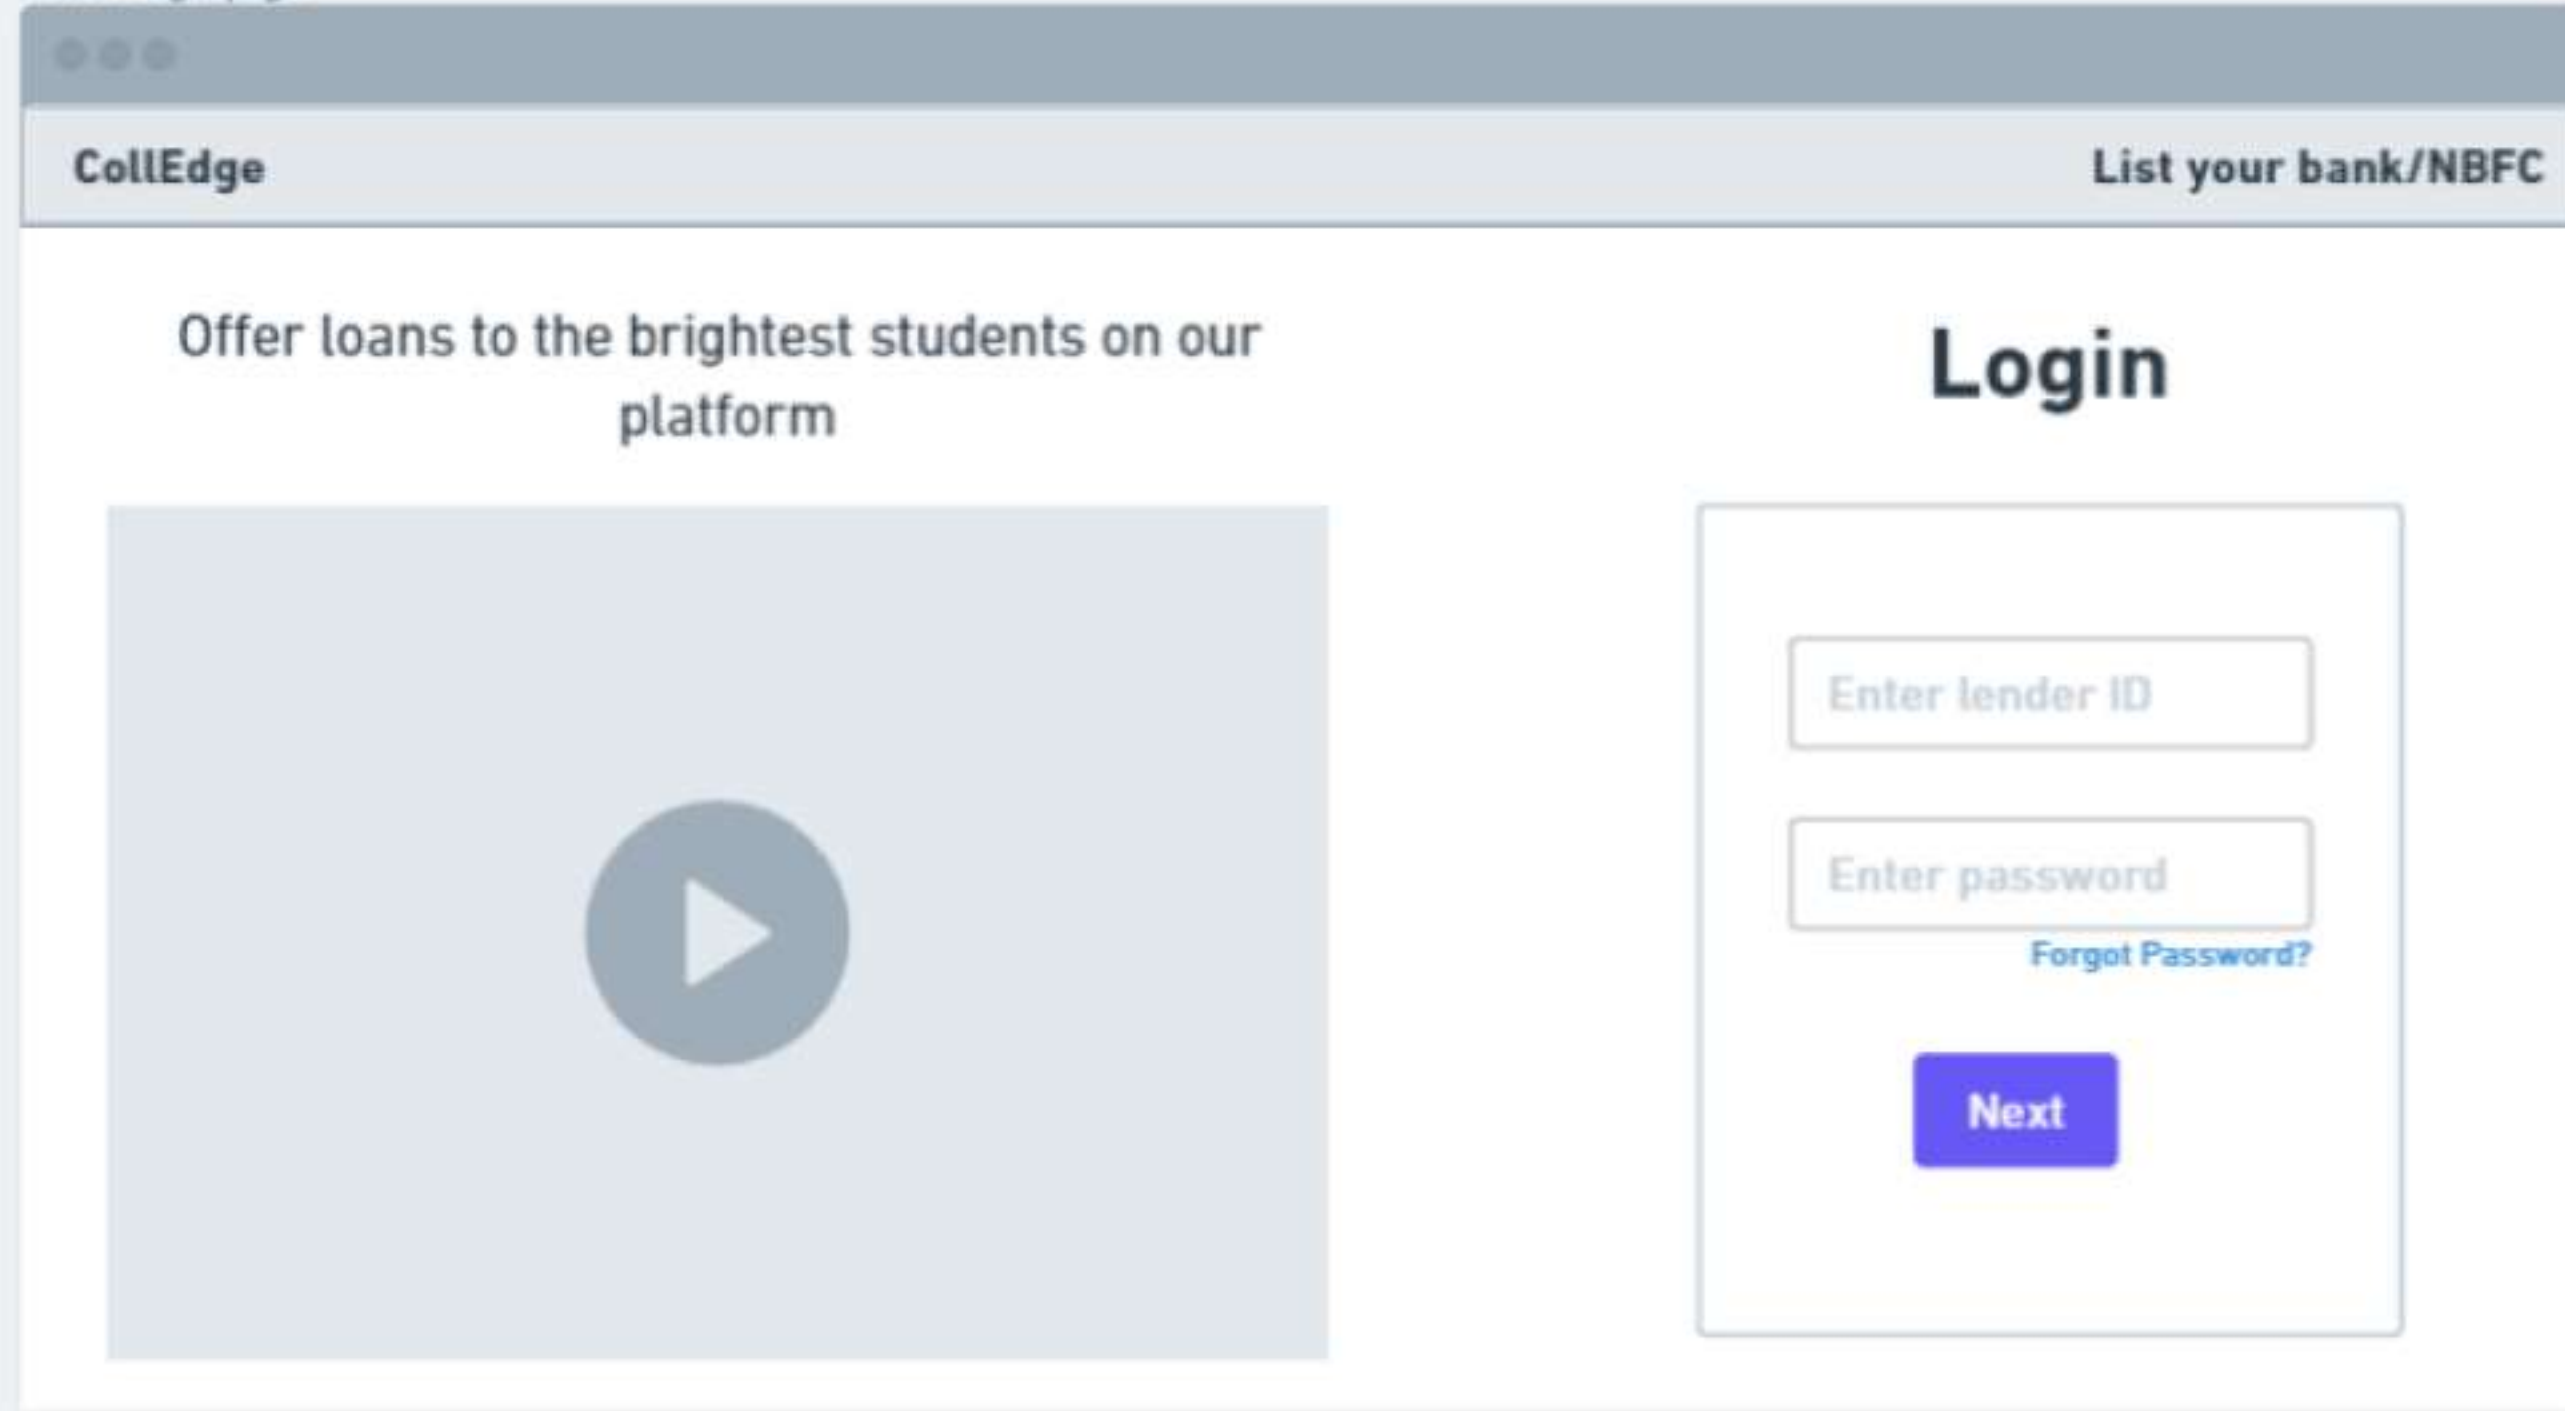 CollEdge
List your bank/NBFC
Offer loans to the brightest students on our
platform
Login
Enter lender ID
Enter password
Forgot Password?
Next